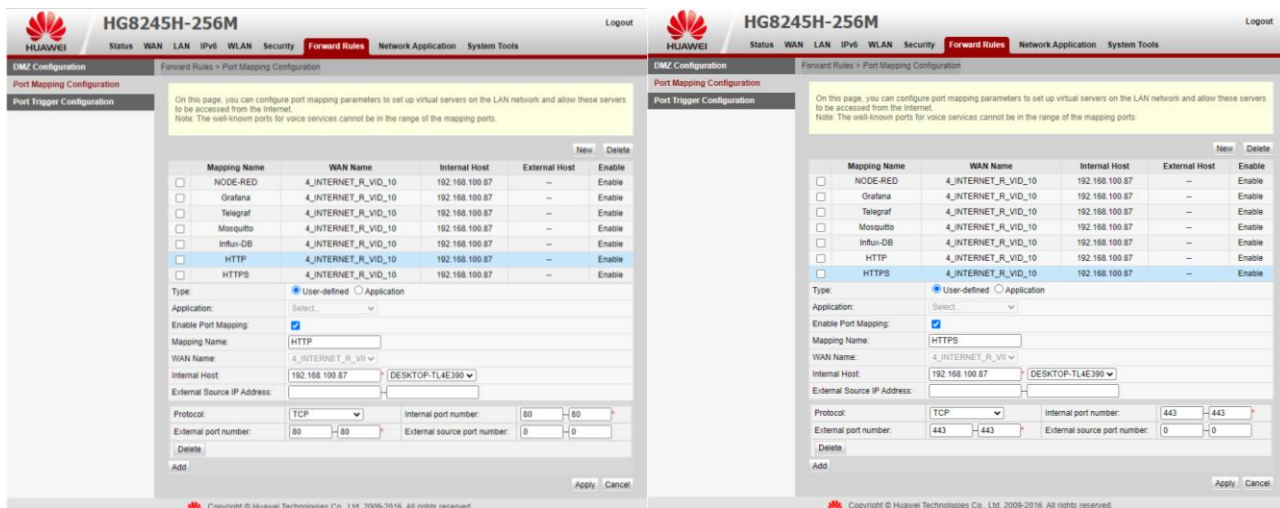 HG8245H-256M
Logout
HUAWEI
Status WAN LAN IPv6 WLAN Security Forward Rules Network Application System Tools
DMZ Configuration
Forward Rules > Port Mapping Configuration
Port Mapping Configuration
Port Trigger Configuration
On this page, you can configure port mapping parameters to set up virtual servers on the LAN network and allow these servers
to be accessed from the Internet.
Note: The well-known ports for voice services cannot be in the range of the mapping ports.
New Delete
Mapping Name WAN Name Internal Host External Host Enable
NODE-RED 4_INTERNET_R_VID_10 192.168.100.87 -- Enable
Grafana 4_INTERNET_R_VID_10 192.168.100.87 -- Enable
Telegraf 4_INTERNET_R_VID_10 192.168.100.87 -- Enable
Mosquitto 4_INTERNET_R_VID_10 192.168.100.87 -- Enable
Influx-DB 4_INTERNET_R_VID_10 192.168.100.87 -- Enable
HTTP 4_INTERNET_R_VID_10 192.168.100.87 -- Enable
HTTPS 4_INTERNET_R_VID_10 192.168.100.87 -- Enable
Type: User-defined Application
Application: Select...
Enable Port Mapping:
Mapping Name: HTTP
WAN Name: 4_INTERNET_R_VII
Internal Host: 192.168.100.87 * DESKTOP-TL4E390
External Source IP Address: --
Protocol: TCP Internal port number: 80 -- 80 *
External port number: 80 -- 80 * External source port number: 0 -- 0
Delete
Add
Apply Cancel
Copyright © Huawei Technologies Co., Ltd. 2009-2016. All rights reserved.
HG8245H-256M
Logout
HUAWEI
Status WAN LAN IPv6 WLAN Security Forward Rules Network Application System Tools
DMZ Configuration
Forward Rules > Port Mapping Configuration
Port Mapping Configuration
Port Trigger Configuration
On this page, you can configure port mapping parameters to set up virtual servers on the LAN network and allow these servers
to be accessed from the Internet.
Note: The well-known ports for voice services cannot be in the range of the mapping ports.
New Delete
Mapping Name WAN Name Internal Host External Host Enable
NODE-RED 4_INTERNET_R_VID_10 192.168.100.87 -- Enable
Grafana 4_INTERNET_R_VID_10 192.168.100.87 -- Enable
Telegraf 4_INTERNET_R_VID_10 192.168.100.87 -- Enable
Mosquitto 4_INTERNET_R_VID_10 192.168.100.87 -- Enable
Influx-DB 4_INTERNET_R_VID_10 192.168.100.87 -- Enable
HTTP 4_INTERNET_R_VID_10 192.168.100.87 -- Enable
HTTPS 4_INTERNET_R_VID_10 192.168.100.87 -- Enable
Type: User-defined Application
Application: Select...
Enable Port Mapping:
Mapping Name: HTTPS
WAN Name: 4_INTERNET_R_VII
Internal Host: 192.168.100.87 * DESKTOP-TL4E390
External Source IP Address: --
Protocol: TCP Internal port number: 443 -- 443 *
External port number: 443 -- 443 * External source port number: 0 -- 0
Delete
Add
Apply Cancel
Copyright © Huawei Technologies Co., Ltd. 2009-2016. All rights reserved.